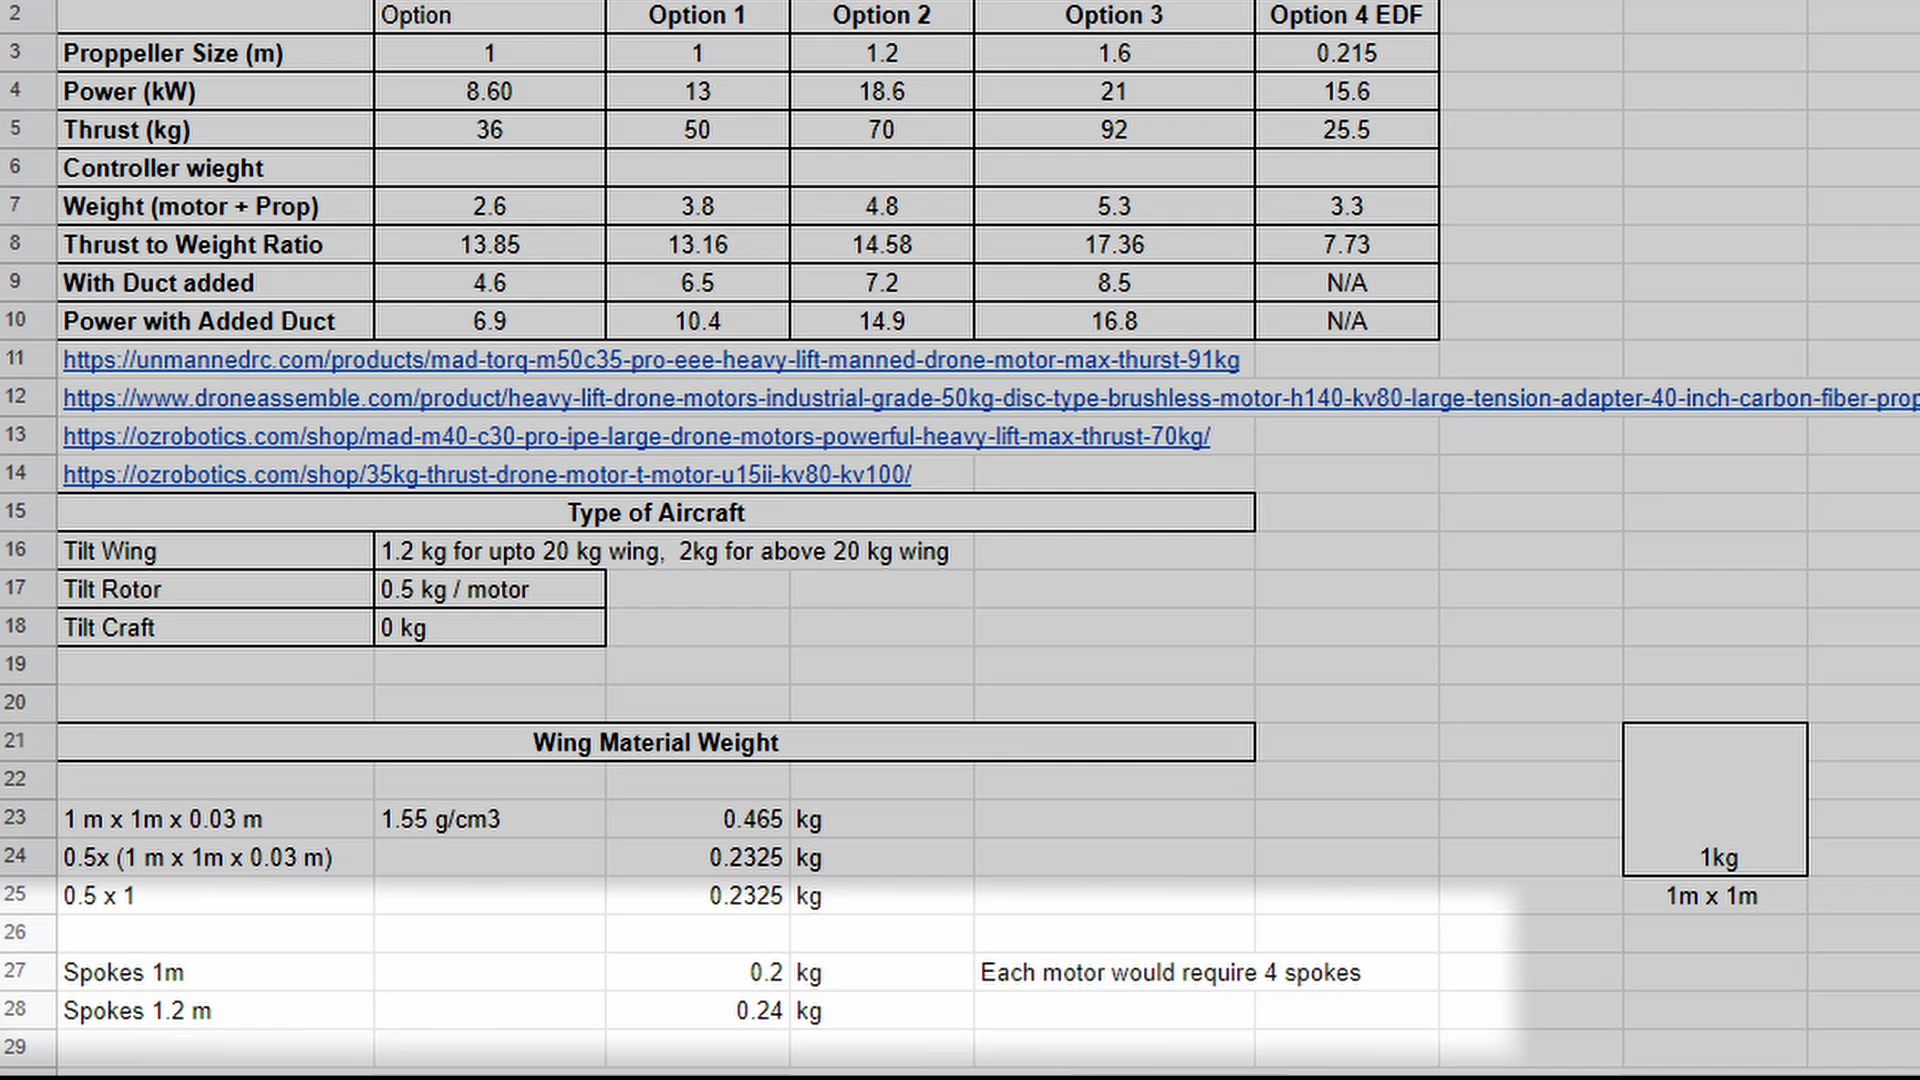 2 Option Option 1 Option 2 Option 3 Option 4 EDF
3 Proppeller Size (m) 1 1 1.2 1.6 0.215
4 Power (kW) 8.60 13 18.6 21 15.6
5 Thrust (kg) 36 50 70 92 25.5
6 Controller wieght
7 Weight (motor + Prop) 2.6 3.8 4.8 5.3 3.3
8 Thrust to Weight Ratio 13.85 13.16 14.58 17.36 7.73
9 With Duct added 4.6 6.5 7.2 8.5 N/A
10 Power with Added Duct 6.9 10.4 14.9 16.8 N/A
11 https://unmannedrc.com/products/mad-torq-m50c35-pro-eee-heavy-lift-manned-drone-motor-max-thurst-91kg
12 https://www.droneassemble.com/product/heavy-lift-drone-motors-industrial-grade-50kg-disc-type-brushless-motor-h140-kv80-large-tension-adapter-40-inch-carbon-fiber-prop
13 https://ozrobotics.com/shop/mad-m40-c30-pro-ipe-large-drone-motors-powerful-heavy-lift-max-thrust-70kg/
14 https://ozrobotics.com/shop/35kg-thrust-drone-motor-t-motor-u15ii-kv80-kv100/
15 Type of Aircraft
16 Tilt Wing 1.2 kg for upto 20 kg wing, 2kg for above 20 kg wing
17 Tilt Rotor 0.5 kg / motor
18 Tilt Craft 0 kg
19
20
21 Wing Material Weight
22
23 1 m x 1m x 0.03 m 1.55 g/cm3 0.465 kg
24 0.5x (1 m x 1m x 0.03 m) 0.2325 kg 1kg
25 0.5 x 1 0.2325 kg 1m x 1m
26
27 Spokes 1m 0.2 kg Each motor would require 4 spokes
28 Spokes 1.2 m 0.24 kg
29